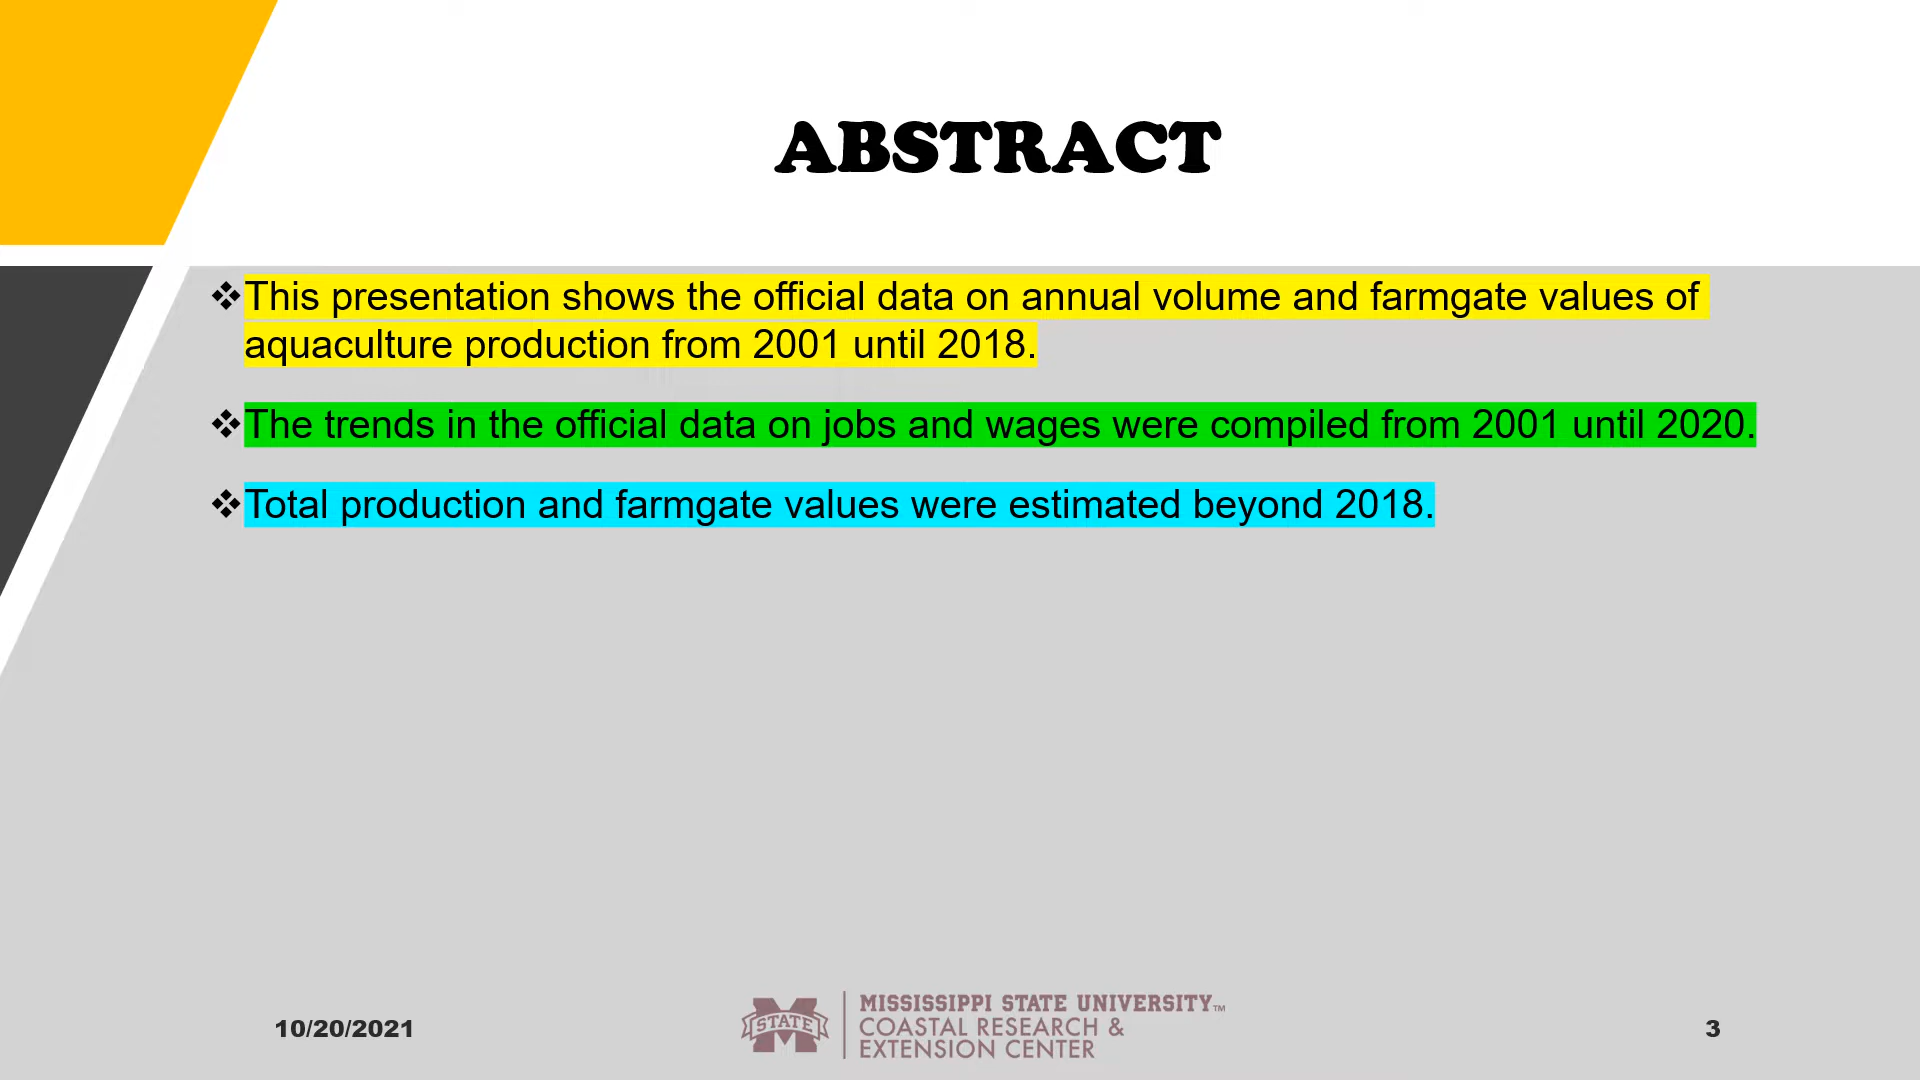 ABSTRACT
❖This presentation shows the official data on annual volume and farmgate values of
aquaculture production from 2001 until 2018.
❖The trends in the official data on jobs and wages were compiled from 2001 until 2020.
❖Total production and farmgate values were estimated beyond 2018.
10/20/2021
STATE
MISSISSIPPI STATE UNIVERSITY™
COASTAL RESEARCH &
EXTENSION CENTER
3